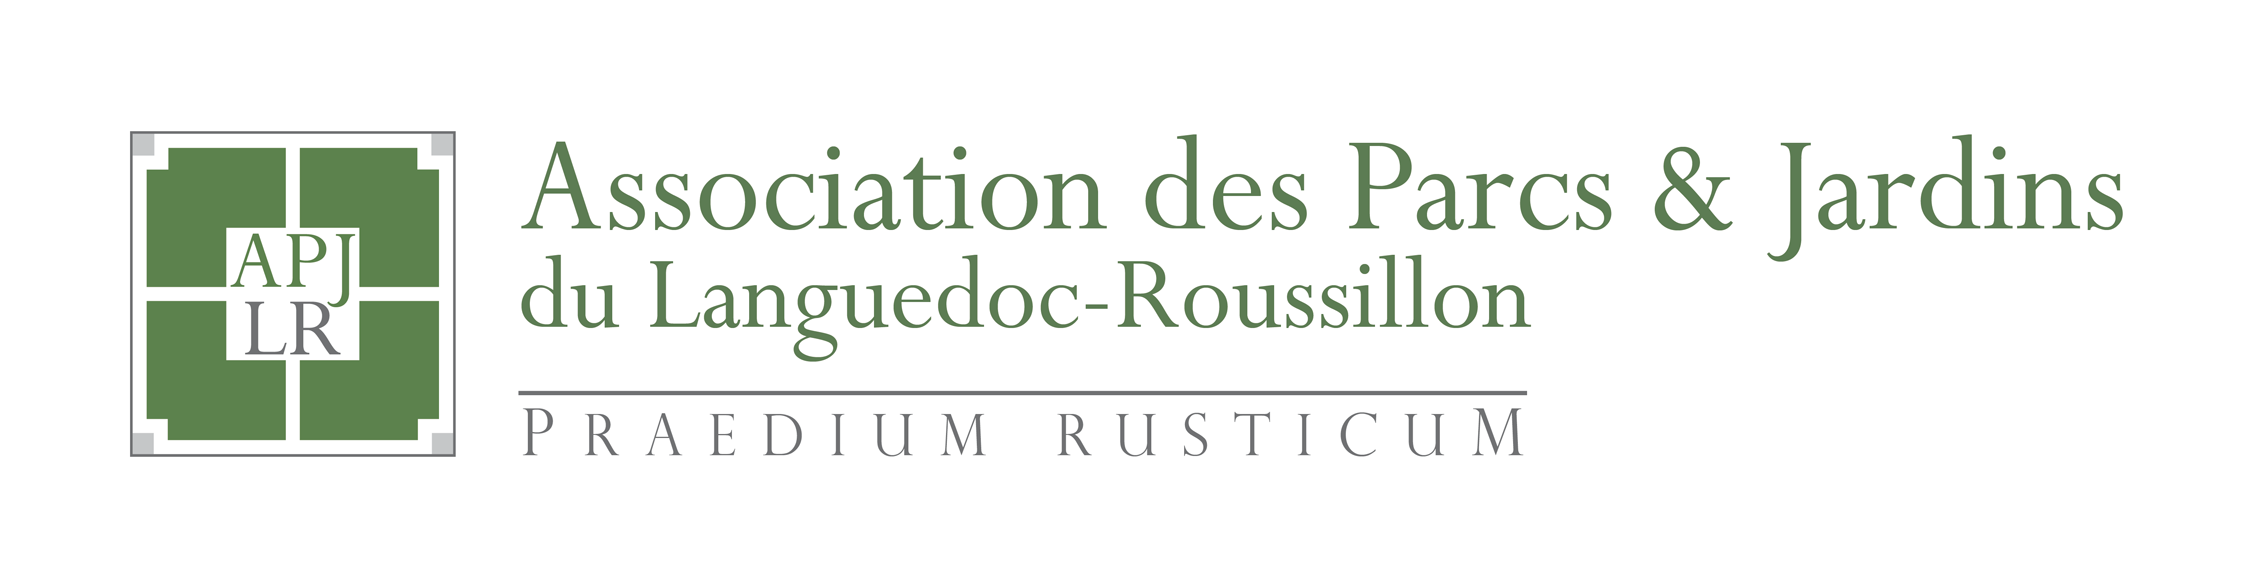 APJ
LR
Association des Parcs & Jardins
du Languedoc-Roussillon
PRAEDIUM RUSTICUM